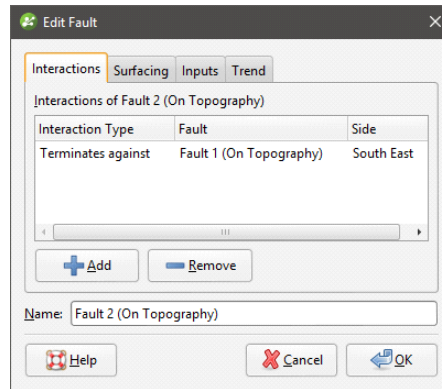 Edit Fault
Interactions Surfacing Inputs Trend
Interactions of Fault 2 (On Topography)
Interaction Type Fault Side
Terminates against Fault 1 (On Topography) South East
Add Remove
Name: Fault 2 (On Topography)
Help Cancel OK